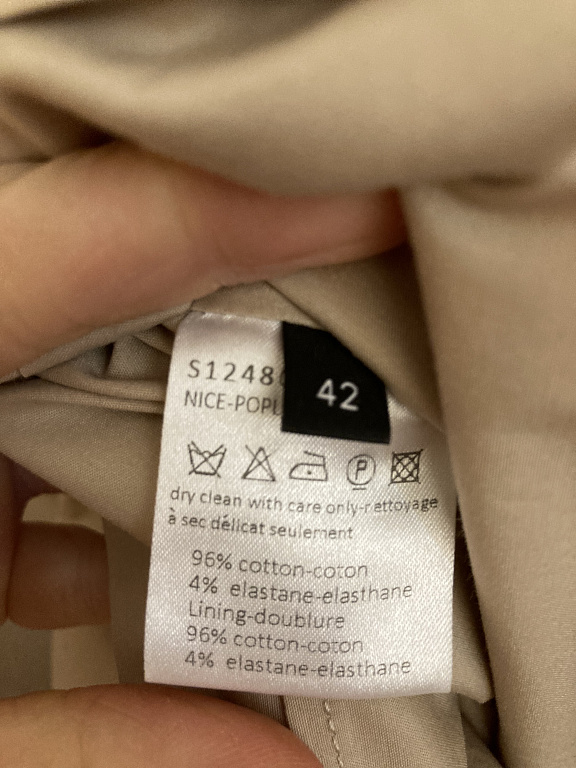 S1248
42
NICE-POPL
P
dry clean with care only-nettoyage
à sec délicat seulement
96% cotton-coton
4% elastane-elasthane
Lining-doublure
96% cotton-coton
4% elastane-elasthane